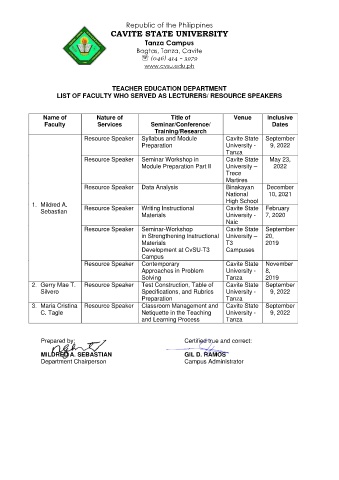 Republic of the Philippines
CAVITE STATE UNIVERSITY
Tanza Campus
Bagtas, Tanza, Cavite
☏ (046) 414 – 3979
www.cvsu.edu.ph
TEACHER EDUCATION DEPARTMENT
LIST OF FACULTY WHO SERVED AS LECTURERS/ RESOURCE SPEAKERS
Name of Faculty
Nature of Services
Title of Seminar/Conference/ Training/Research
Venue
Inclusive Dates
1. Mildred A. Sebastian
Resource Speaker
Syllabus and Module Preparation
Cavite State University - Tanza
September 9, 2022
Resource Speaker
Seminar Workshop in Module Preparation Part II
Cavite State University – Trece Martires
May 23, 2022
Resource Speaker
Data Analysis
Binakayan National High School
December 10, 2021
Resource Speaker
Writing Instructional Materials
Cavite State University - Naic
February 7, 2020
Resource Speaker
Seminar-Workshop in Strengthening Instructional Materials Development at CvSU-T3 Campus
Cavite State University – T3 Campuses
September 20, 2019
Resource Speaker
Contemporary Approaches in Problem Solving
Cavite State University - Tanza
November 8, 2019
2. Gerry Mae T. Silvero
Resource Speaker
Test Construction, Table of Specifications, and Rubrics Preparation
Cavite State University - Tanza
September 9, 2022
3. Maria Cristina C. Tagle
Resource Speaker
Classroom Management and Netiquette in the Teaching and Learning Process
Cavite State University - Tanza
September 9, 2022
Prepared by:
MILDRED A. SEBASTIAN
Department Chairperson
Certified true and correct:
GIL D. RAMOS
Campus Administrator